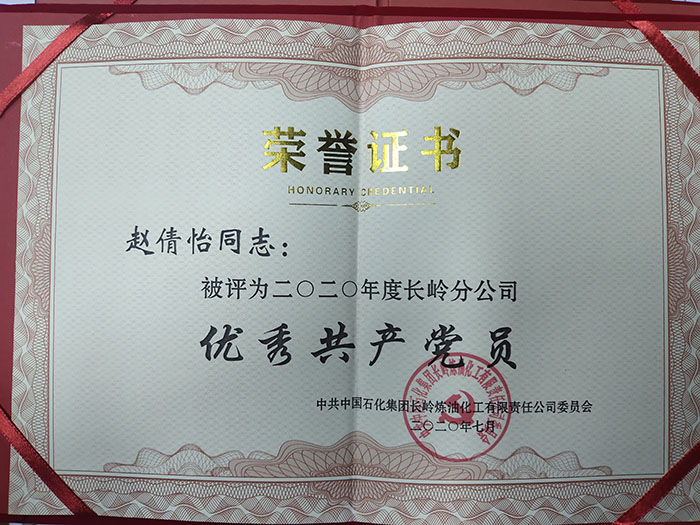 荣誉证书
HONORARY CREDENTIAL
赵倩怡同志：
被评为二〇二〇年度长岭分公司
优秀共产党员
中共中国石化集团长岭炼油化工有限责任公司委员会
二〇二〇年七月